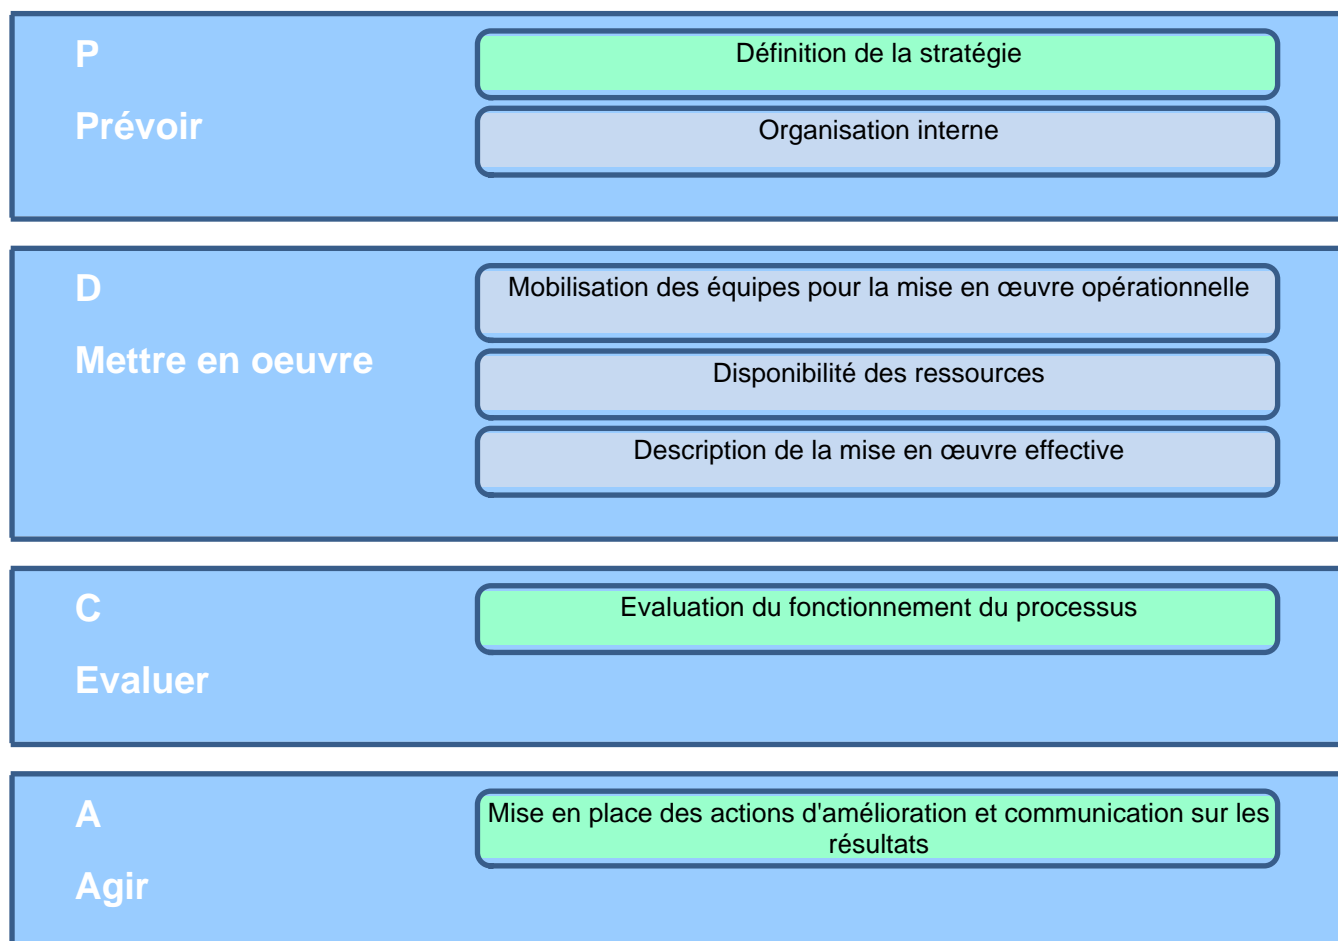 P
Prévoir
Définition de la stratégie
Organisation interne
D
Mettre en oeuvre
Mobilisation des équipes pour la mise en œuvre opérationnelle
Disponibilité des ressources
Description de la mise en œuvre effective
C
Evaluer
Evaluation du fonctionnement du processus
A
Agir
Mise en place des actions d'amélioration et communication sur les
résultats